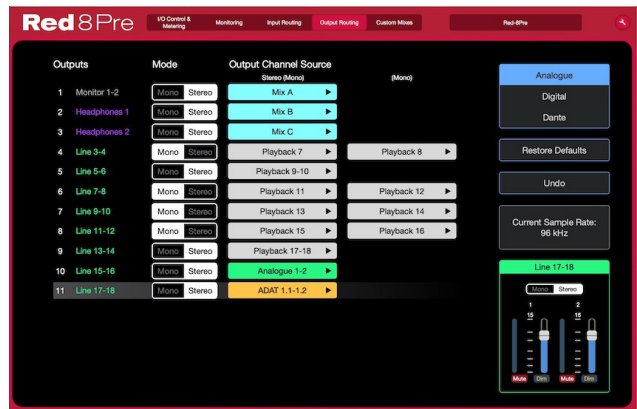 Red 8Pre
I/O Control & Metering Monitoring Input Routing Output Routing Custom Mixes Red-8Pre
Outputs Mode Output Channel Source
Stereo (Mono) (Mono)
1 Monitor 1-2 Mono Stereo Mix A
2 Headphones 1 Mono Stereo Mix B
3 Headphones 2 Mono Stereo Mix C
4 Line 3-4 Mono Stereo Playback 7 Playback 8
5 Line 5-6 Mono Stereo Playback 9-10
6 Line 7-8 Mono Stereo Playback 11 Playback 12
7 Line 9-10 Mono Stereo Playback 13 Playback 14
8 Line 11-12 Mono Stereo Playback 15 Playback 16
9 Line 13-14 Mono Stereo Playback 17-18
10 Line 15-16 Mono Stereo Analogue 1-2
11 Line 17-18 Mono Stereo ADAT 1.1-1.2
Analogue
Digital
Dante
Restore Defaults
Undo
Current Sample Rate:
96 kHz
Line 17-18
Mono Stereo
1 2
15 16
Mute Dim Mute Dim